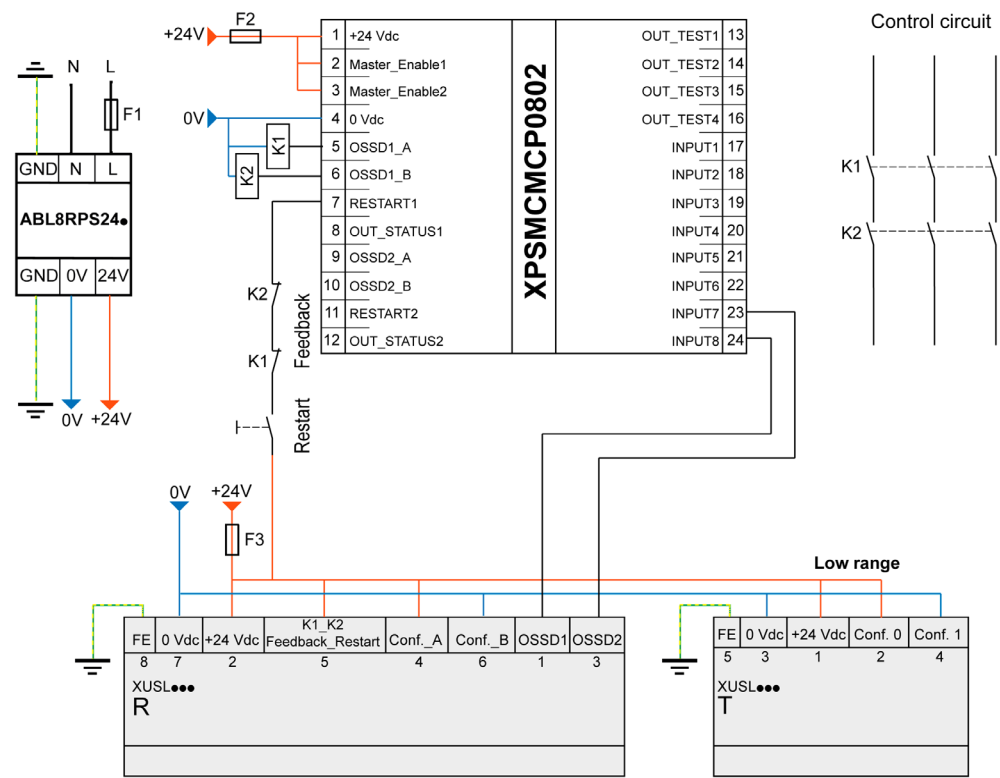 Control circuit
+24V
F2
1 +24 Vdc
2 Master_Enable1
3 Master_Enable2
0V
4 0 Vdc
K1
5 OSSD1_A
K2
6 OSSD1_B
7 RESTART1
8 OUT_STATUS1
9 OSSD2_A
10 OSSD2_B
11 RESTART2
12 OUT_STATUS2
XPSMCMCP0802
OUT_TEST1 13
OUT_TEST2 14
OUT_TEST3 15
OUT_TEST4 16
INPUT1 17
INPUT2 18
INPUT3 19
INPUT4 20
INPUT5 21
INPUT6 22
INPUT7 23
INPUT8 24
K1
K2
N L
F1
GND N L
ABL8RPS24●
GND 0V 24V
0V +24V
K2
K1
Feedback
Restart
0V +24V
F3
Low range
FE 0 Vdc +24 Vdc K1_K2 Feedback_Restart Conf._A Conf._B OSSD1 OSSD2
8 7 2 5 4 6 1 3
XUSL●●●
R
FE 0 Vdc +24 Vdc Conf. 0 Conf. 1
5 3 1 2 4
XUSL●●●
T